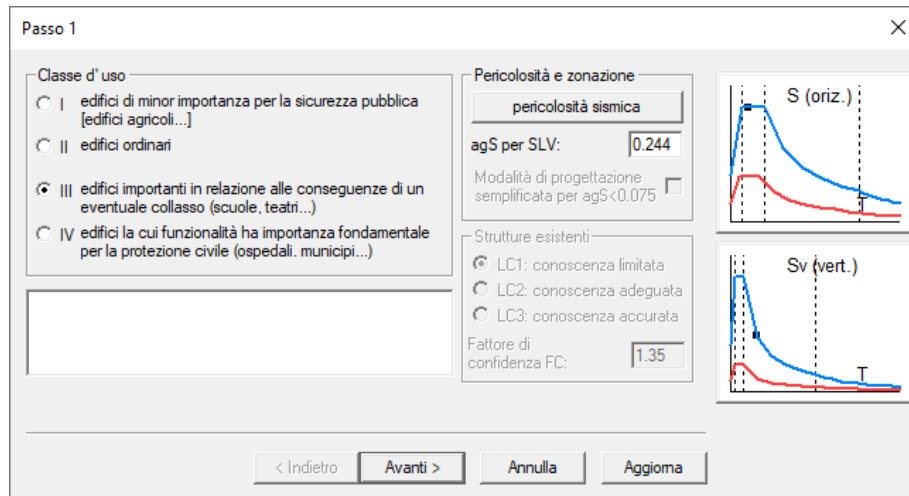 Passo 1
Classe d' uso
I edifici di minor importanza per la sicurezza pubblica
[edifici agricoli...]
II edifici ordinari
III edifici importanti in relazione alle conseguenze di un
eventuale collasso (scuole, teatri...)
IV edifici la cui funzionalità ha importanza fondamentale
per la protezione civile (ospedali. municipi...)
Pericolosità e zonazione
pericolosità sismica
agS per SLV: 0.244
Modalità di progettazione
semplificata per agS<0.075
Strutture esistenti
LC1: conoscenza limitata
LC2: conoscenza adeguata
LC3: conoscenza accurata
Fattore di
confidenza FC: 1.35
S (oriz.)
T
Sv (vert.)
T
< Indietro
Avanti >
Annulla
Aggiorna